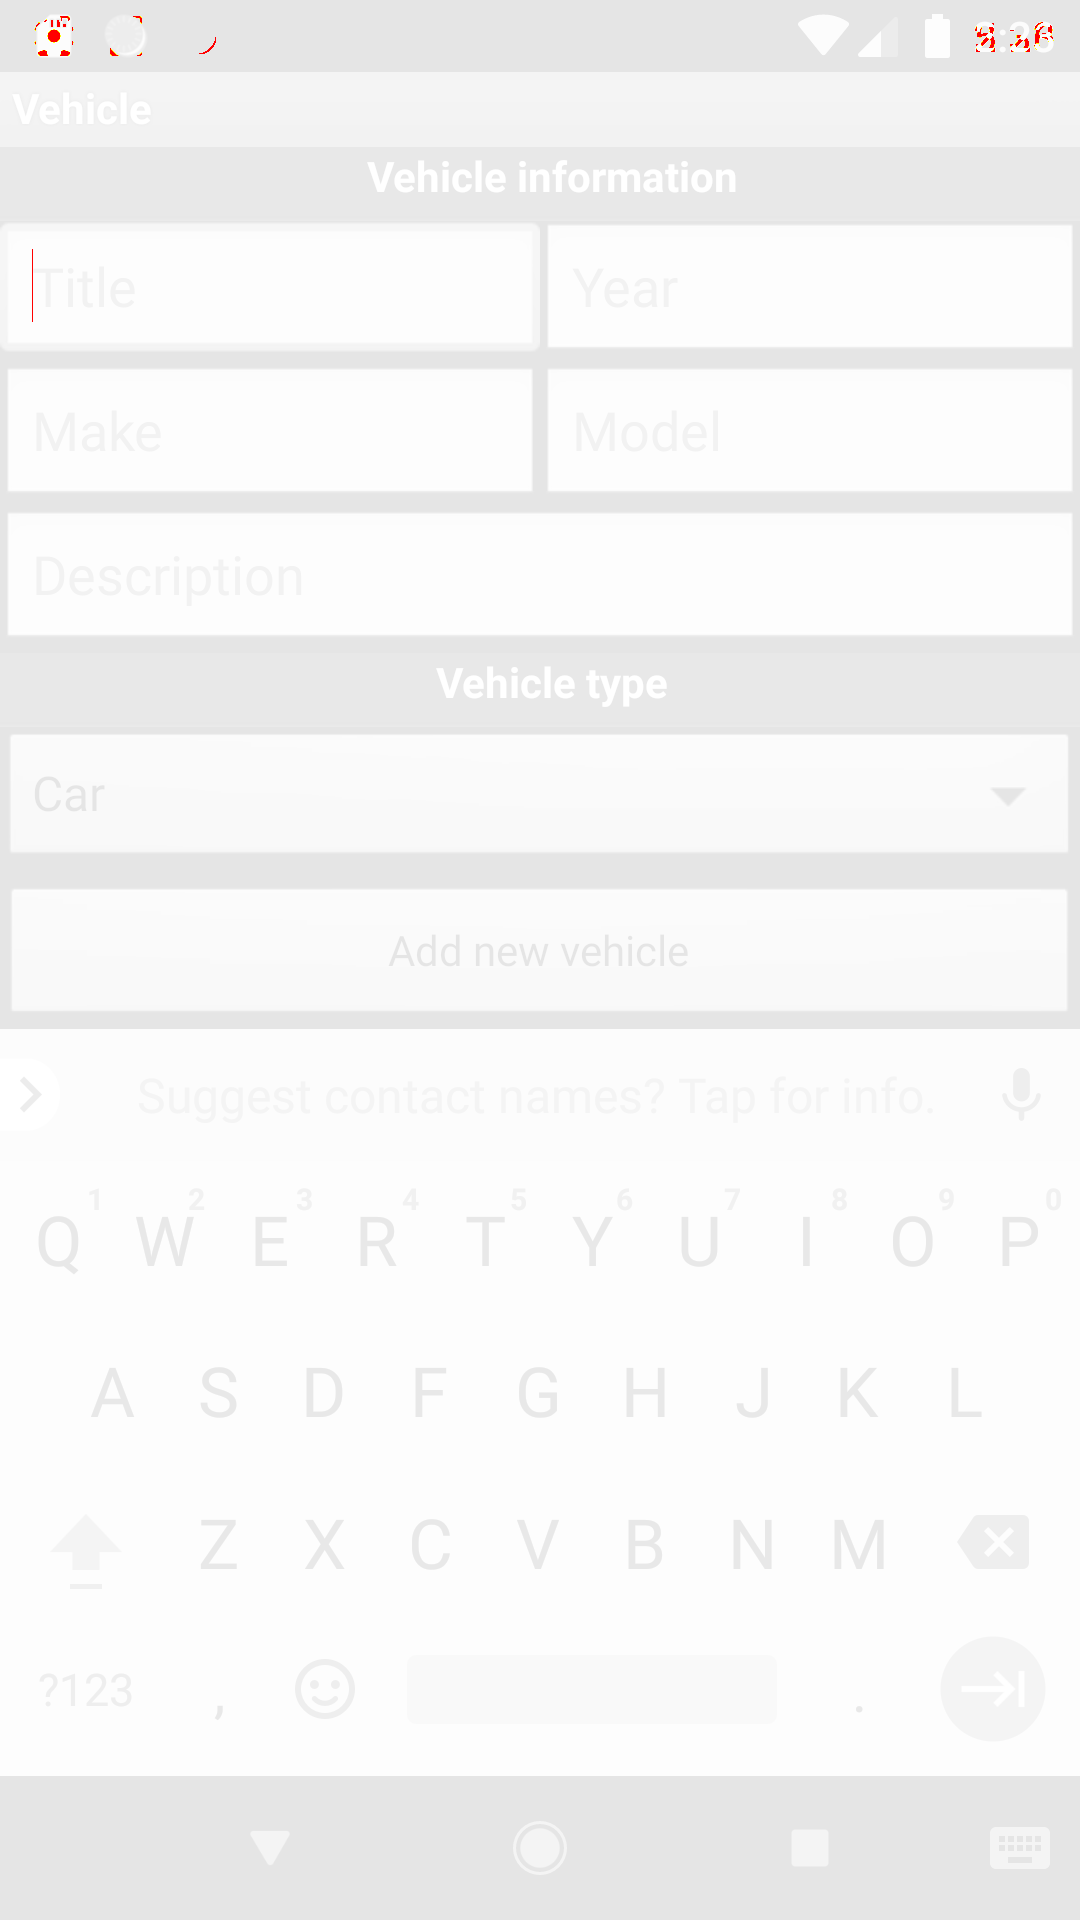 Vehicle
Vehicle information
Title Year
Make Model
Description
Vehicle type
Car
Add new vehicle
Suggest contact names? Tap for info.
1 2 3 4 5 6 7 8 9 0
Q W E R T Y U I O P
A S D F G H J K L
Z X C V B N M
?123 , .